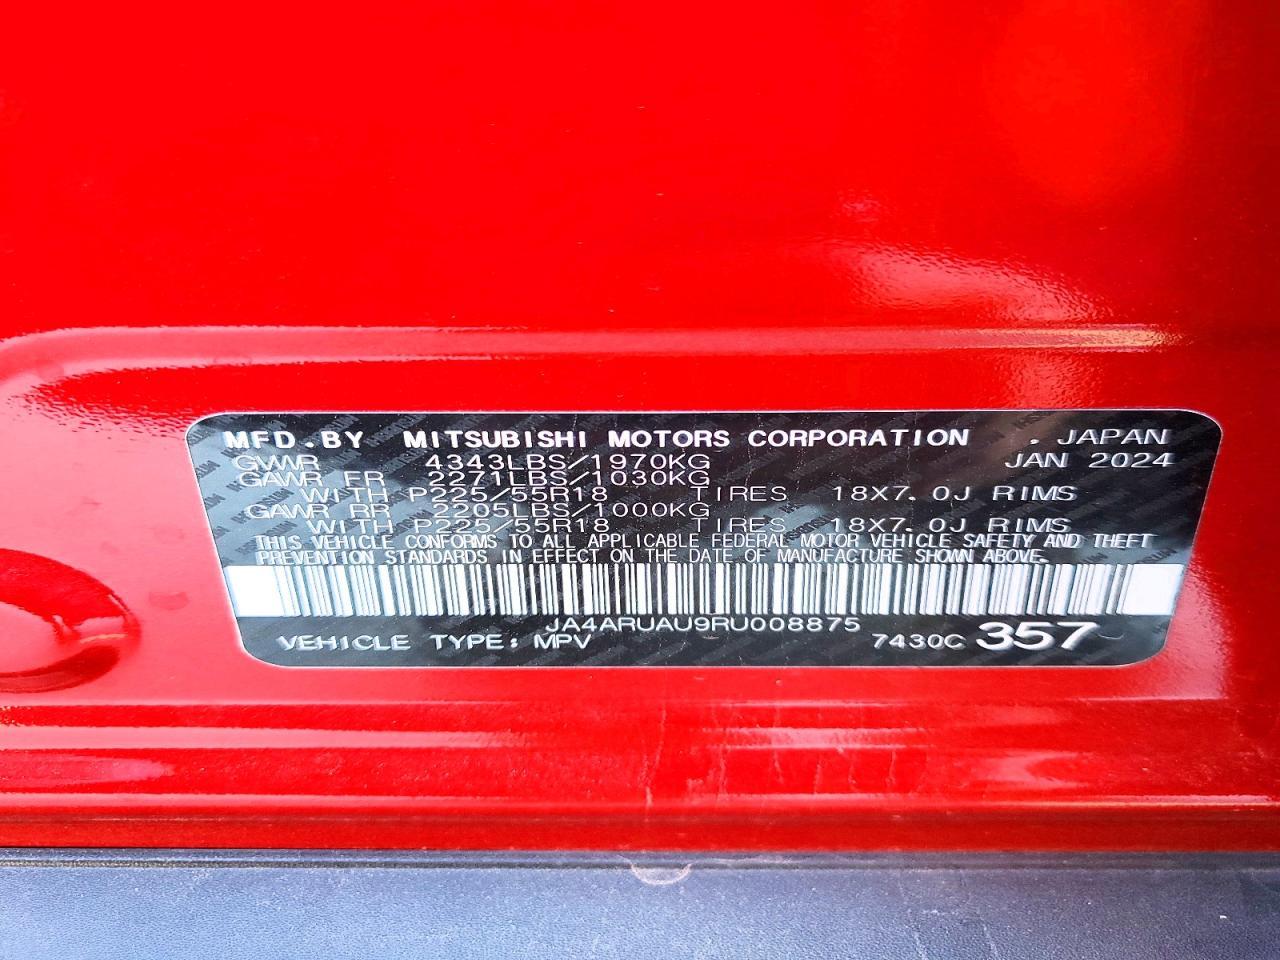 MFD.BY MITSUBISHI MOTORS CORPORATION . JAPAN
GVWR 4343LBS/1970KG JAN 2024
GAWR FR 2271LBS/1030KG
WITH P225/55R18 TIRES 18X7.0J RIMS
GAWR RR 2205LBS/1000KG
WITH P225/55R18 TIRES 18X7.0J RIMS
THIS VEHICLE CONFORMS TO ALL APPLICABLE FEDERAL MOTOR VEHICLE SAFETY AND THEFT
PREVENTION STANDARDS IN EFFECT ON THE DATE OF MANUFACTURE SHOWN ABOVE.
JA4ARUAU9RU008875
VEHICLE TYPE: MPV 7430C 357